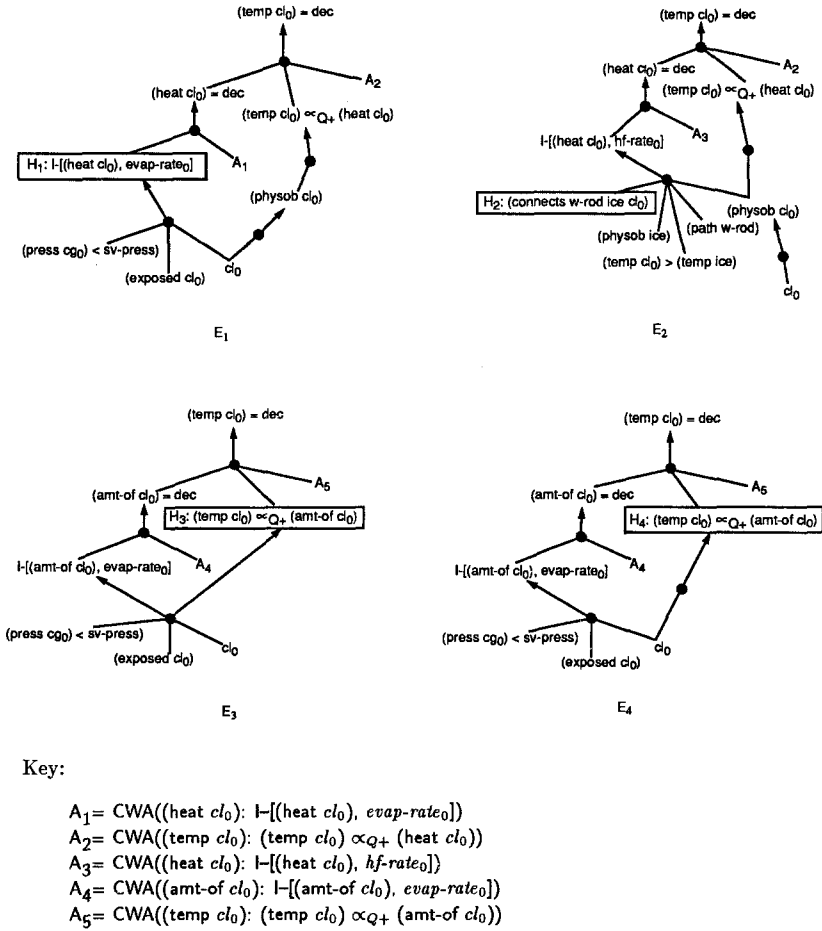 (temp cl0) = dec
A2
(heat cl0) = dec
(temp cl0) ∝Q+ (heat cl0)
H1: I-[(heat cl0), evap-rate0]
A1
(physob cl0)
(press cg0) < sv-press)
(exposed cl0)
cl0
E1
(temp cl0) = dec
A2
(heat cl0) = dec
(temp cl0) ∝Q+ (heat cl0)
A3
I-[(heat cl0), hf-rate0]
H2: (connects w-rod ice cl0)
(physob cl0)
(path w-rod)
(physob ice)
(temp cl0) > (temp ice)
cl0
E2
(temp cl0) = dec
A5
(amt-of cl0) = dec
H3: (temp cl0) ∝Q+ (amt-of cl0)
A4
I-[(amt-of cl0), evap-rate0]
(press cg0) < sv-press)
cl0
(exposed cl0)
E3
(temp cl0) = dec
A5
(amt-of cl0) = dec
H4: (temp cl0) ∝Q+ (amt-of cl0)
A4
I-[(amt-of cl0), evap-rate0]
(press cg0) < sv-press)
cl0
(exposed cl0)
E4
Key:
A1= CWA((heat cl0): I−[(heat cl0), evap-rate0])
A2= CWA((temp cl0): (temp cl0) ∝Q+ (heat cl0))
A3= CWA((heat cl0): I−[(heat cl0), hf-rate0])
A4= CWA((amt-of cl0): I−[(amt-of cl0), evap-rate0])
A5= CWA((temp cl0): (temp cl0) ∝Q+ (amt-of cl0))